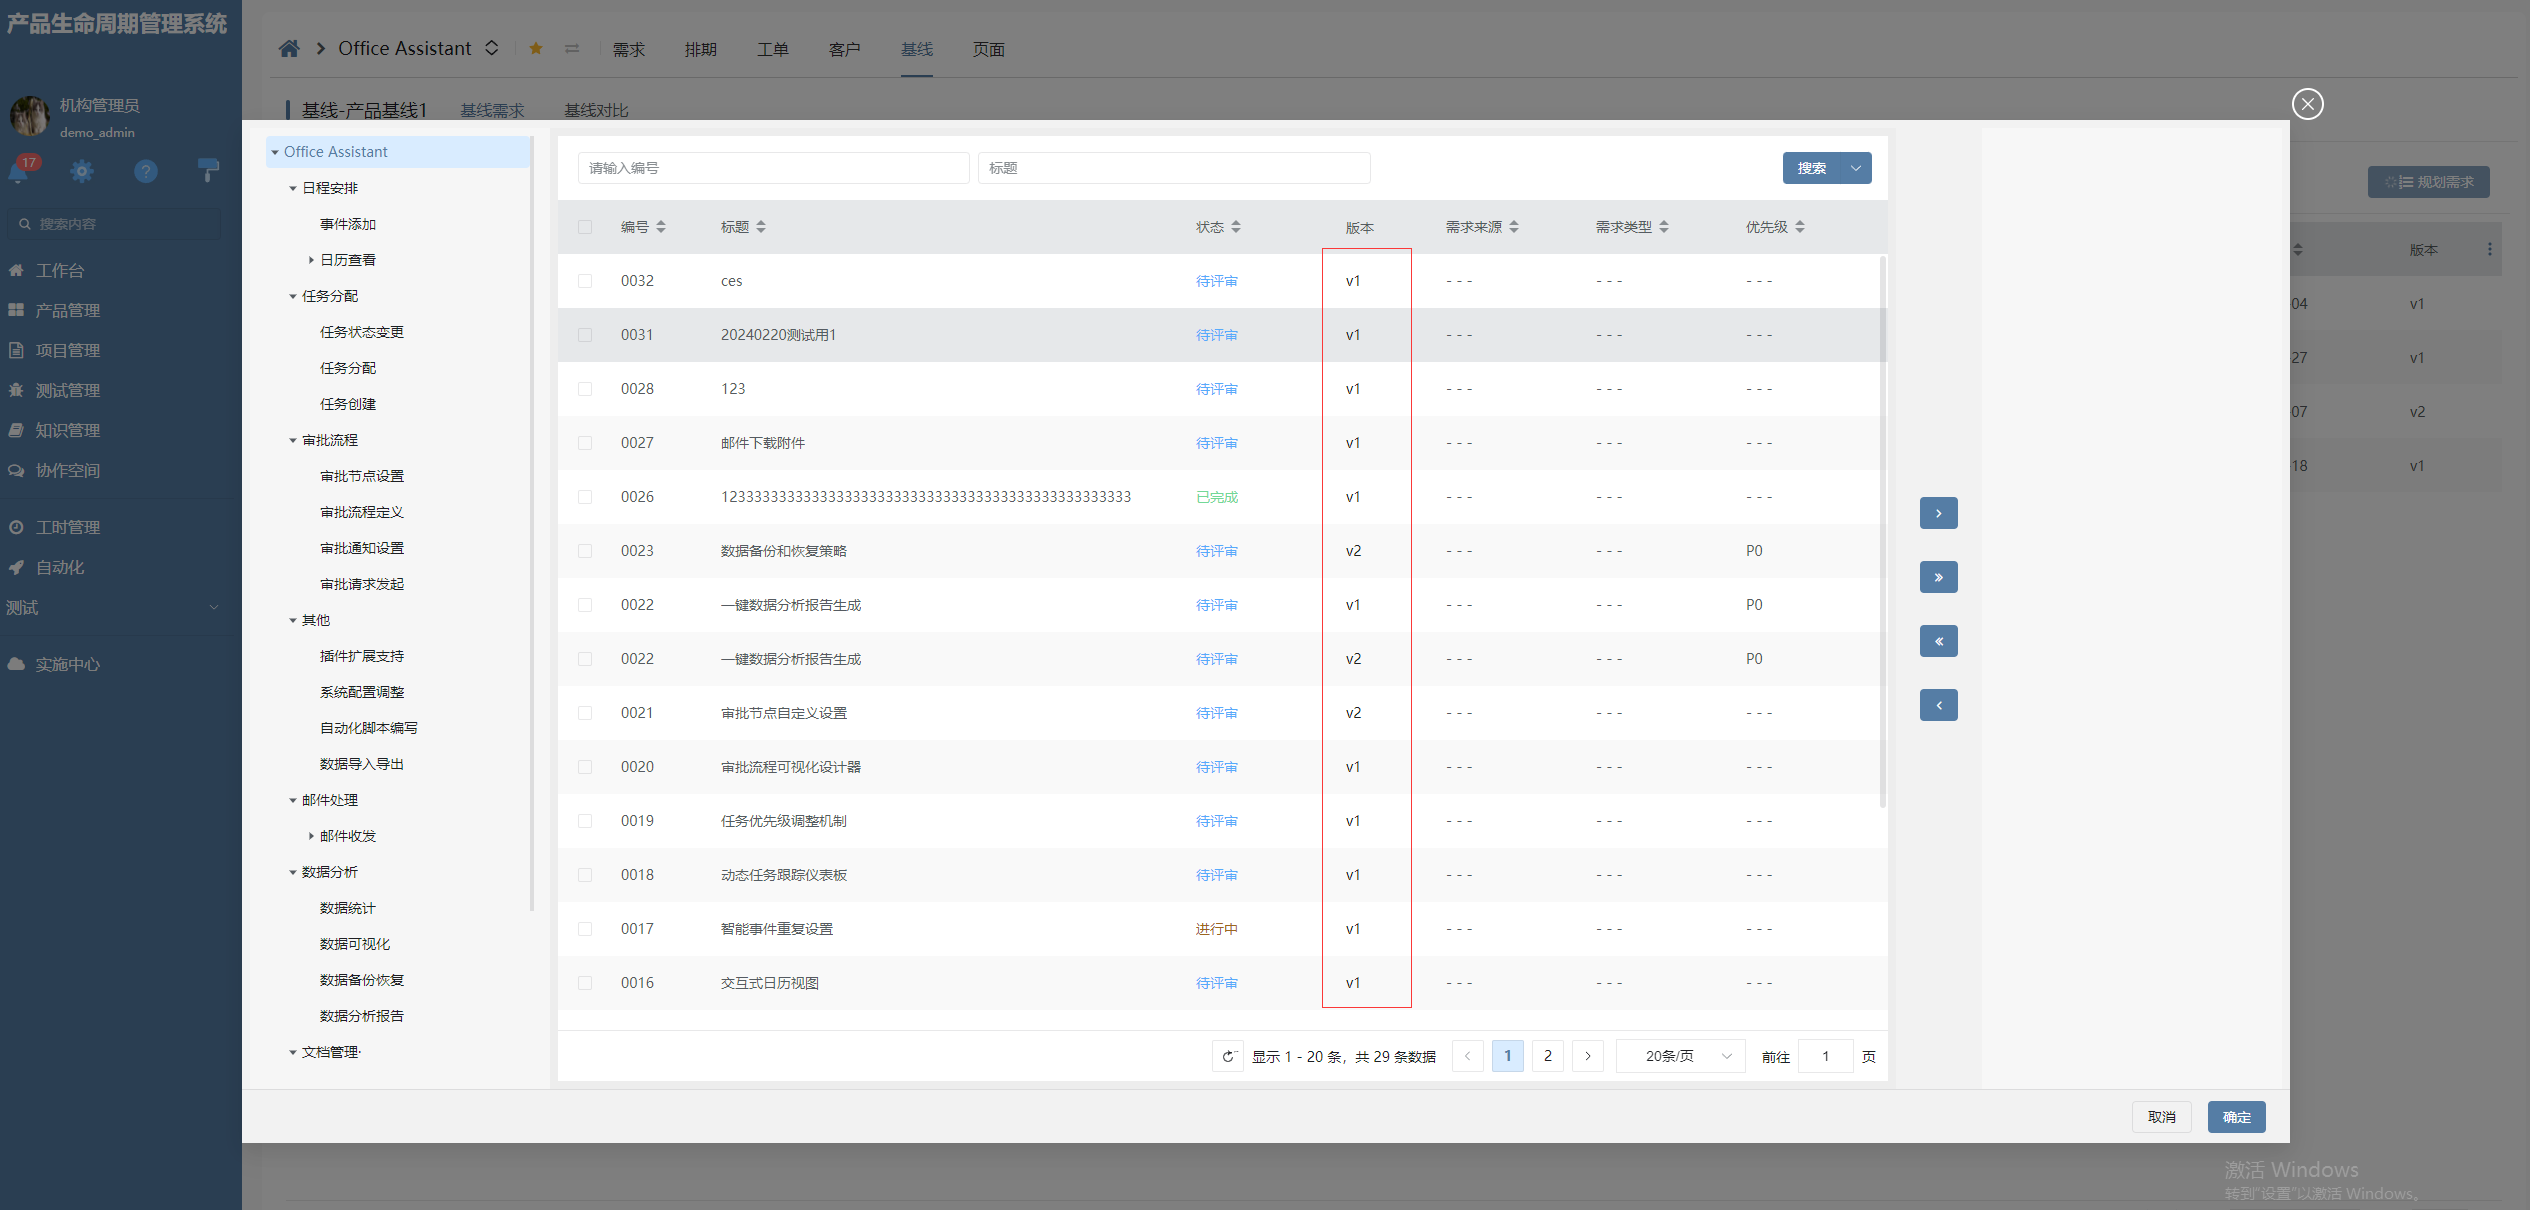 产品生命周期管理系统
机构管理员
demo_admin
17
搜索内容
工作台
产品管理
项目管理
测试管理
知识管理
协作空间
工时管理
自动化
测试
实施中心
Office Assistant 需求 排期 工单 客户 基线 页面
基线-产品基线1 基线需求 基线对比
规划需求
版本
04 v1
27 v1
07 v2
18 v1
Office Assistant
日程安排
事件添加
日历查看
任务分配
任务状态变更
任务分配
任务创建
审批流程
审批节点设置
审批流程定义
审批通知设置
审批请求发起
其他
插件扩展支持
系统配置调整
自动化脚本编写
数据导入导出
邮件处理
邮件收发
数据分析
数据统计
数据可视化
数据备份恢复
数据分析报告
文档管理·
请输入编号 标题 搜索
编号 标题 状态 版本 需求来源 需求类型 优先级
0032 ces 待评审 v1 - - - - - - - - -
0031 20240220测试用1 待评审 v1 - - - - - - - - -
0028 123 待评审 v1 - - - - - - - - -
0027 邮件下载附件 待评审 v1 - - - - - - - - -
0026 已完成 v1 - - - - - - - - -
0023 数据备份和恢复策略 待评审 v2 - - - - - - P0
0022 一键数据分析报告生成 待评审 v1 - - - - - - P0
0022 一键数据分析报告生成 待评审 v2 - - - - - - P0
0021 审批节点自定义设置 待评审 v2 - - - - - - - - -
0020 审批流程可视化设计器 待评审 v1 - - - - - - - - -
0019 任务优先级调整机制 待评审 v1 - - - - - - - - -
0018 动态任务跟踪仪表板 待评审 v1 - - - - - - - - -
0017 智能事件重复设置 进行中 v1 - - - - - - - - -
0016 交互式日历视图 待评审 v1 - - - - - - - - -
显示 1 - 20 条，共 29 条数据 1 2 20条/页 前往 1 页
取消 确定
激活 Windows
转到"设置"以激活 Windows。